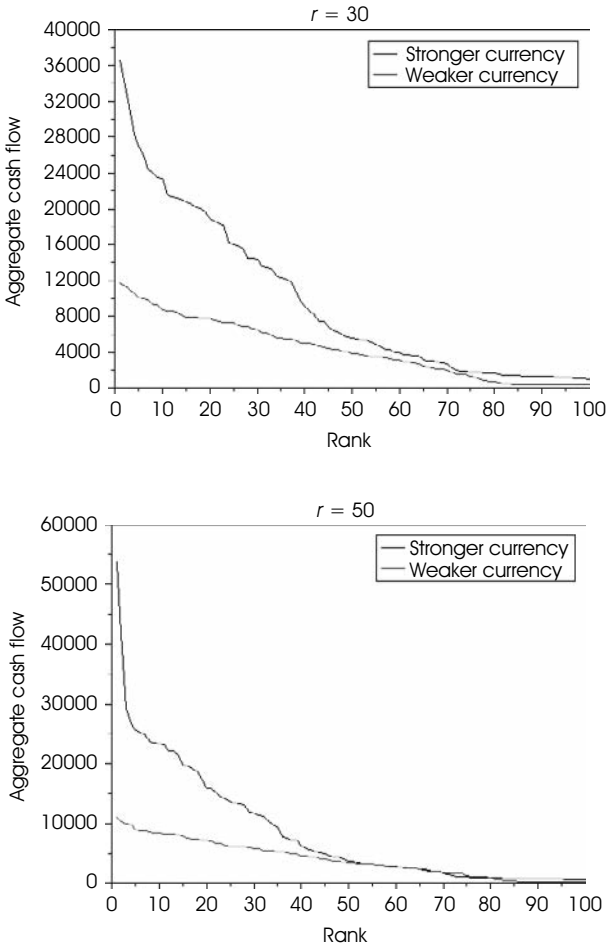 r = 30
40000
36000
32000
28000
24000
20000
16000
12000
8000
4000
0
Aggregate cash flow
Stronger currency
Weaker currency
0 10 20 30 40 50 60 70 80 90 100
Rank
r = 50
60000
50000
40000
30000
20000
10000
0
Aggregate cash flow
Stronger currency
Weaker currency
0 10 20 30 40 50 60 70 80 90 100
Rank